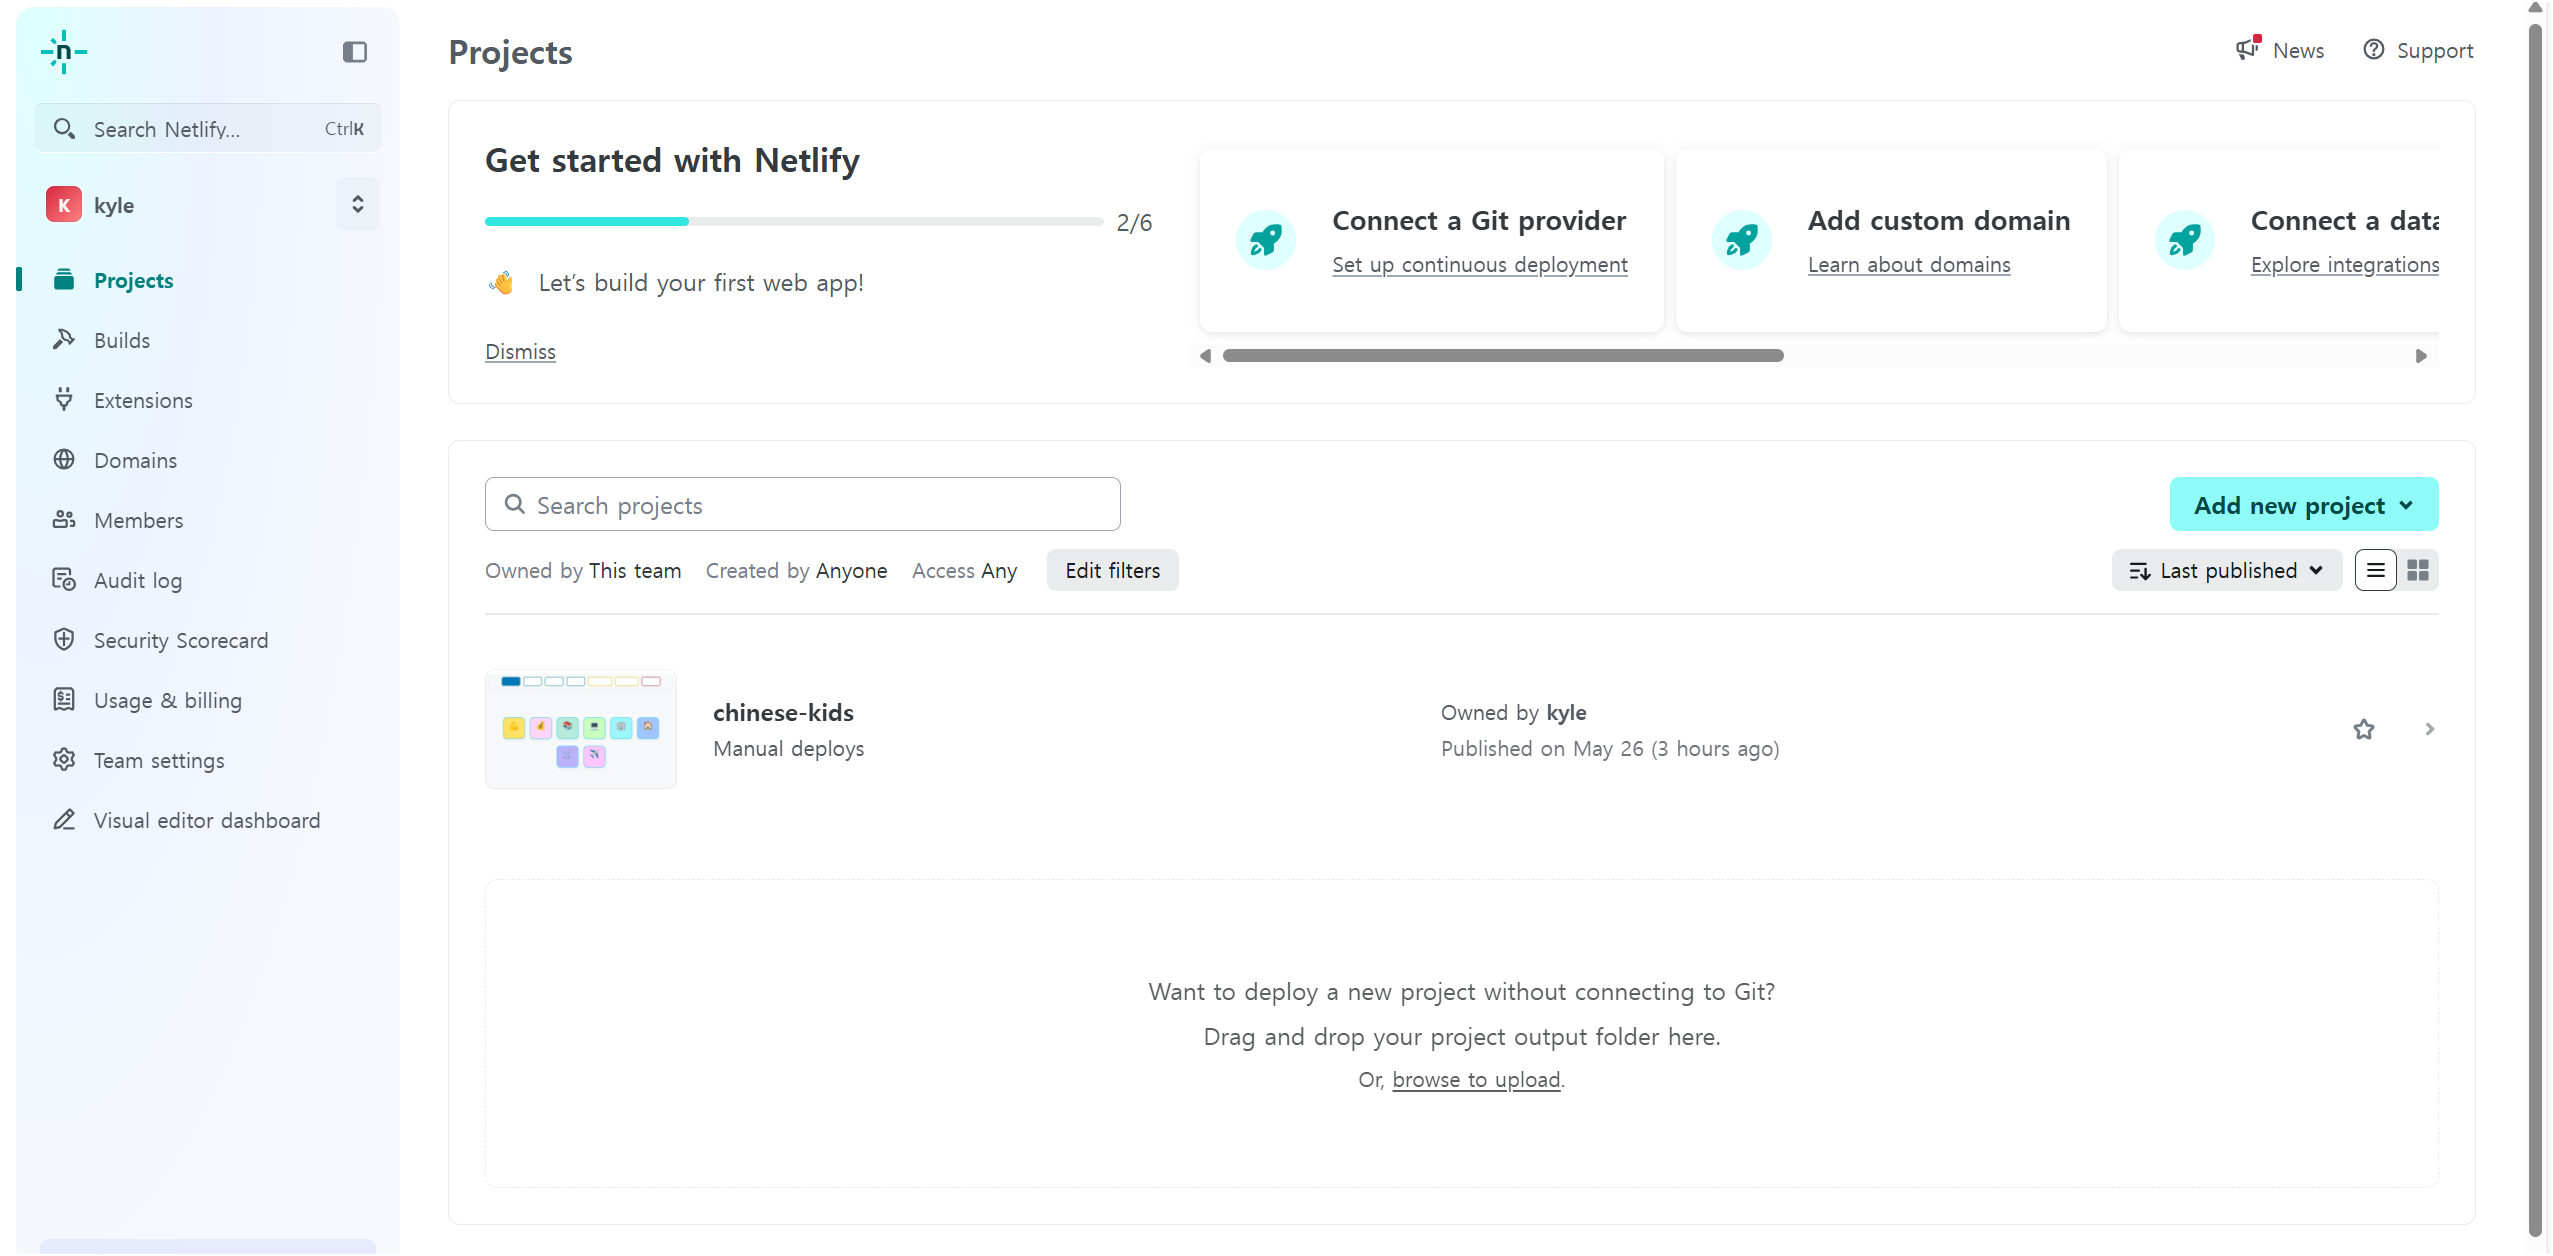 n
Search Netlify...
CtrlK
K
kyle
Projects
Builds
Extensions
Domains
Members
Audit log
Security Scorecard
Usage & billing
Team settings
Visual editor dashboard
Projects
News
Support
Get started with Netlify
2/6
Let's build your first web app!
Dismiss
Connect a Git provider
Set up continuous deployment
Add custom domain
Learn about domains
Connect a data
Explore integrations
Search projects
Add new project
Owned by This team
Created by Anyone
Access Any
Edit filters
Last published
chinese-kids
Manual deploys
Owned by kyle
Published on May 26 (3 hours ago)
Want to deploy a new project without connecting to Git?
Drag and drop your project output folder here.
Or, browse to upload.